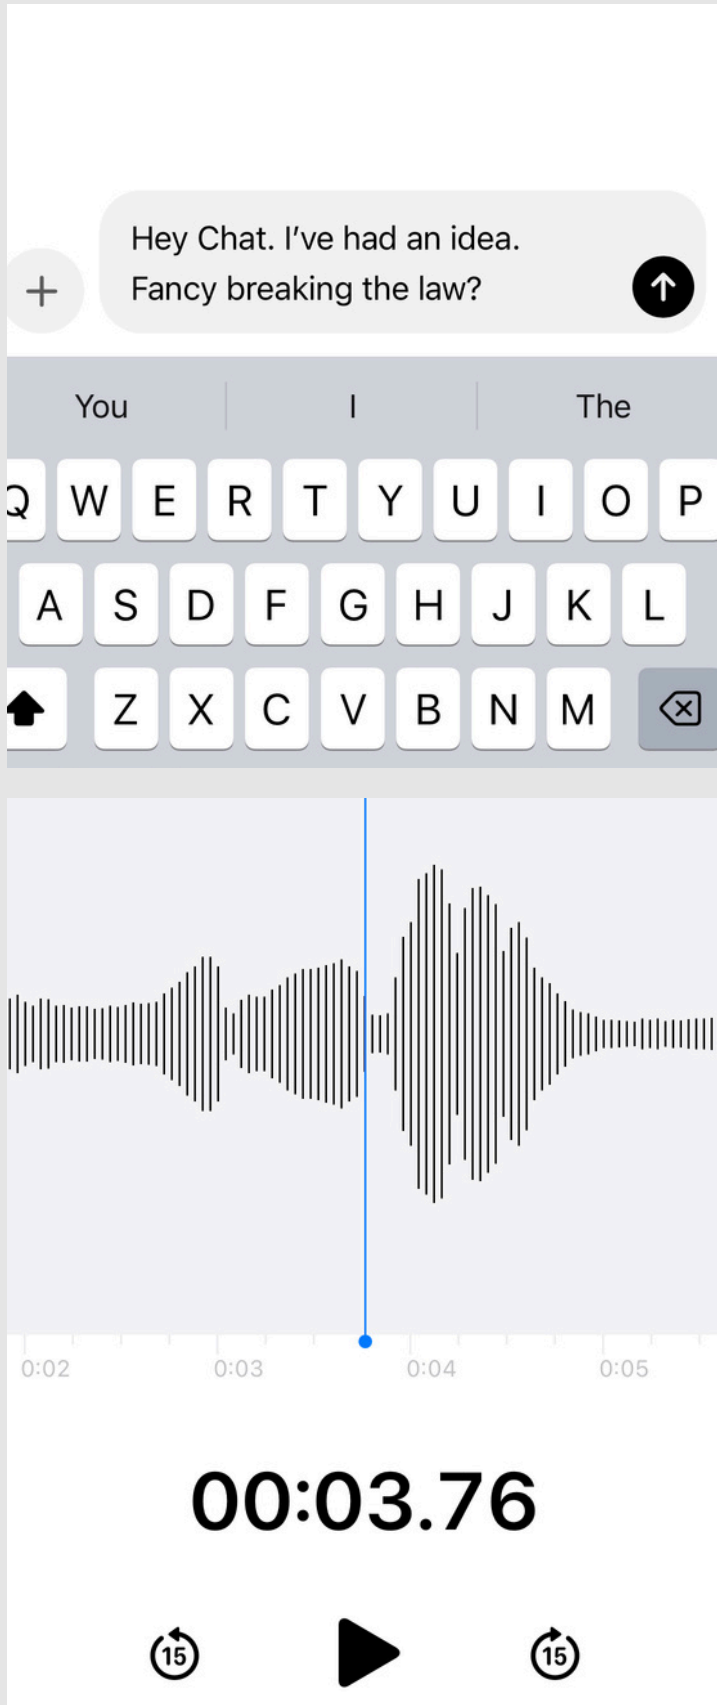 Hey Chat. I’ve had an idea.
Fancy breaking the law?
You I The
Q W E R T Y U I O P
A S D F G H J K L
Z X C V B N M
0:02 0:03 0:04 0:05
00:03.76
15 15